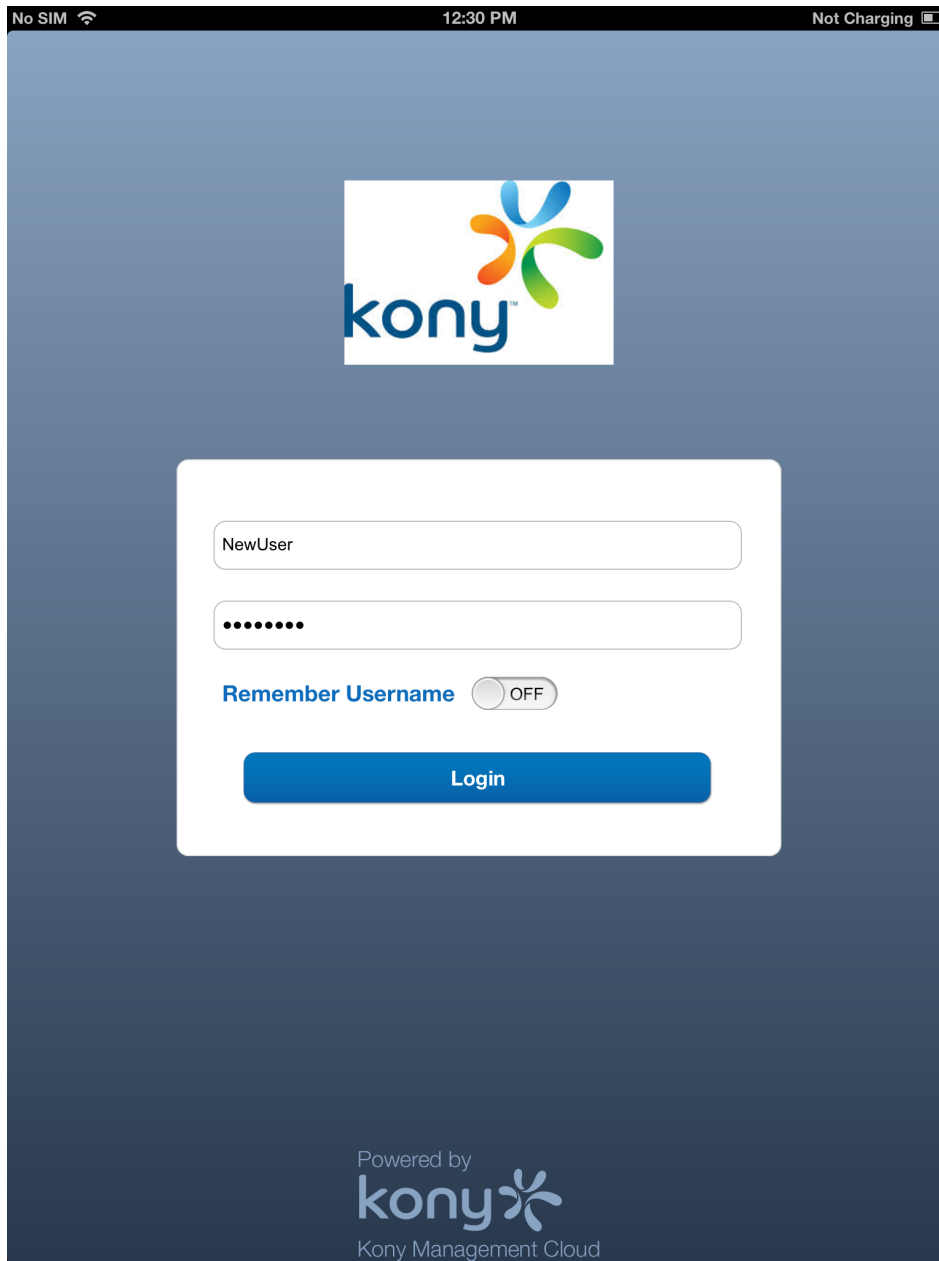 No SIM 12:30 PM Not Charging
kony™
NewUser
••••••••
Remember Username OFF
Login
Powered by
kony
Kony Management Cloud